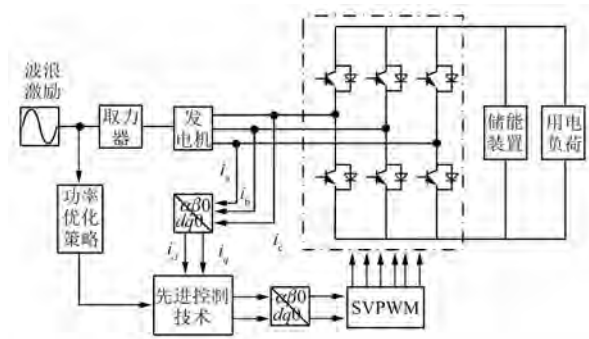 波浪
激励
取力
器
发
电机
储能
装置
用电
负荷
i_a
i_b
i_c
功率
优化
策略
αβ0
dq0
i_d
i_q
先进控制
技术
αβ0
dq0
SVPWM